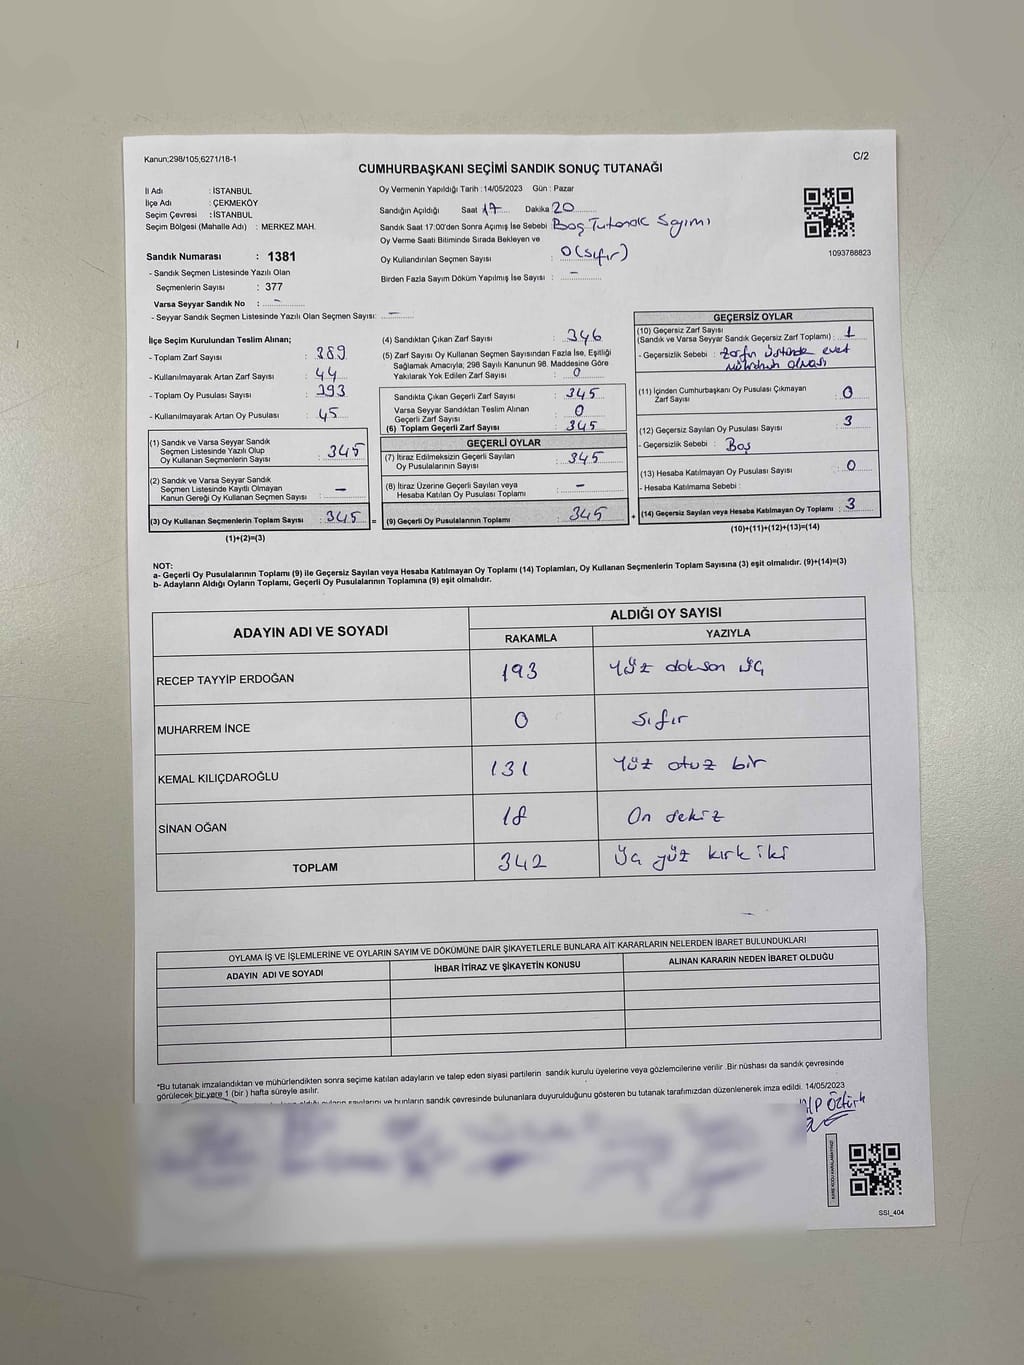 Kanun;298/105,6271/18-1
C/2
CUMHURBAŞKANI SEÇİMİ SANDIK SONUÇ TUTANAĞI
İl Adı : İSTANBUL
İlçe Adı : ÇEKMEKÖY
Seçim Çevresi : İSTANBUL
Seçim Bölgesi (Mahalle Adı) : MERKEZ MAH.
Oy Vermenin Yapıldığı Tarih :14/05/2023 Gün : Pazar
Sandığın Açıldığı Saat 17 Dakika 20
Sandık Saat 17:00'den Sonra Açımış İse Sebebi Boş Tutanak Sayımı
Oy Verme Saati Bitiminde Sırada Bekleyen ve
Oy Kullandırılan Seçmen Sayısı : 0 (sıfır)
Birden Fazla Sayım Döküm Yapılmış İse Sayısı : -
1093788823
Sandık Numarası : 1381
- Sandık Seçmen Listesinde Yazılı Olan
Seçmenlerin Sayısı : 377
Varsa Seyyar Sandık No : -
- Seyyar Sandık Seçmen Listesinde Yazılı Olan Seçmen Sayısı: -
İlçe Seçim Kurulundan Teslim Alınan;
- Toplam Zarf Sayısı : 389
- Kullanılmayarak Artan Zarf Sayısı : 44
- Toplam Oy Pusulası Sayısı : 393
- Kullanılmayarak Artan Oy Pusulası : 45
(1) Sandık ve Varsa Seyyar Sandık
Seçmen Listesinde Yazılı Olup
Oy Kullanan Seçmenlerin Sayısı : 345
(2) Sandık ve Varsa Seyyar Sandık
Seçmen Listesinde Kayıtlı Olmayan
Kanun Gereği Oy Kullanan Seçmen Sayısı : -
(3) Oy Kullanan Seçmenlerin Toplam Sayısı : 345 =
(1)+(2)=(3)
(4) Sandıktan Çıkan Zarf Sayısı : 346
(5) Zarf Sayısı Oy Kullanan Seçmen Sayısından Fazla İse, Eşitliği
Sağlamak Amacıyla; 298 Sayılı Kanunun 98. Maddesine Göre
Yakılarak Yok Edilen Zarf Sayısı : 0
Sandıkta Çıkan Geçerli Zarf Sayısı : 345
Varsa Seyyar Sandıktan Teslim Alınan
Geçerli Zarf Sayısı : 0
(6) Toplam Geçerli Zarf Sayısı : 345
GEÇERLİ OYLAR
(7) İtiraz Edilmeksizin Geçerli Sayılan
Oy Pusulalarının Sayısı : 345
(8) İtiraz Üzerine Geçerli Sayılan veya
Hesaba Katılan Oy Pusulası Toplamı : -
(9) Geçerli Oy Pusulalarının Toplamı : 345 +
GEÇERSİZ OYLAR
(10) Geçersiz Zarf Sayısı
(Sandık ve Varsa Seyyar Sandık Geçersiz Zarf Toplamı) : 1
- Geçersizlik Sebebi : zarfın üstünde evet
mührünün olması
(11) İçinden Cumhurbaşkanı Oy Pusulası Çıkmayan
Zarf Sayısı : 0
(12) Geçersiz Sayılan Oy Pusulası Sayısı : 3
- Geçersizlik Sebebi : Boş
(13) Hesaba Katılmayan Oy Pusulası Sayısı : 0
- Hesaba Katılmama Sebebi :
(14) Geçersiz Sayılan veya Hesaba Katılmayan Oy Toplamı : 3
(10)+(11)+(12)+(13)=(14)
NOT:
a- Geçerli Oy Pusulalarının Toplamı (9) ile Geçersiz Sayılan veya Hesaba Katılmayan Oy Toplamı (14) Toplamları, Oy Kullanan Seçmenlerin Toplam Sayısına (3) eşit olmalıdır. (9)+(14)=(3)
b- Adayların Aldığı Oyların Toplamı, Geçerli Oy Pusulalarının Toplamına (9) eşit olmalıdır.
ADAYIN ADI VE SOYADI ALDIĞI OY SAYISI
RAKAMLA YAZIYLA
RECEP TAYYİP ERDOĞAN 193 Yüz doksan üç
MUHARREM İNCE 0 Sıfır
KEMAL KILIÇDAROĞLU 131 Yüz otuz bir
SİNAN OĞAN 18 On sekiz
TOPLAM 342 Üç yüz kırk iki
OYLAMA İŞ VE İŞLEMLERİNE VE OYLARIN SAYIM VE DÖKÜMÜNE DAİR ŞİKAYETLERLE BUNLARA AİT KARARLARIN NELERDEN İBARET BULUNDUKLARI
ADAYIN ADI VE SOYADI İHBAR İTİRAZ VE ŞİKAYETİN KONUSU ALINAN KARARIN NEDEN İBARET OLDUĞU
*Bu tutanak imzalandıktan ve mühürlendikten sonra seçime katılan adayların ve talep eden siyasi partilerin sandık kurulu üyelerine veya gözlemcilerine verilir .Bir nüshası da sandık çevresinde
görülecek bir yere 1 (bir ) hafta süreyle asılır.
sayılarını ve bunların sandık çevresinde bulunanlara duyurulduğunu gösteren bu tutanak tarafımızdan düzenlenerek imza edildi. 14/05/2023
Öztürk
SSI_404